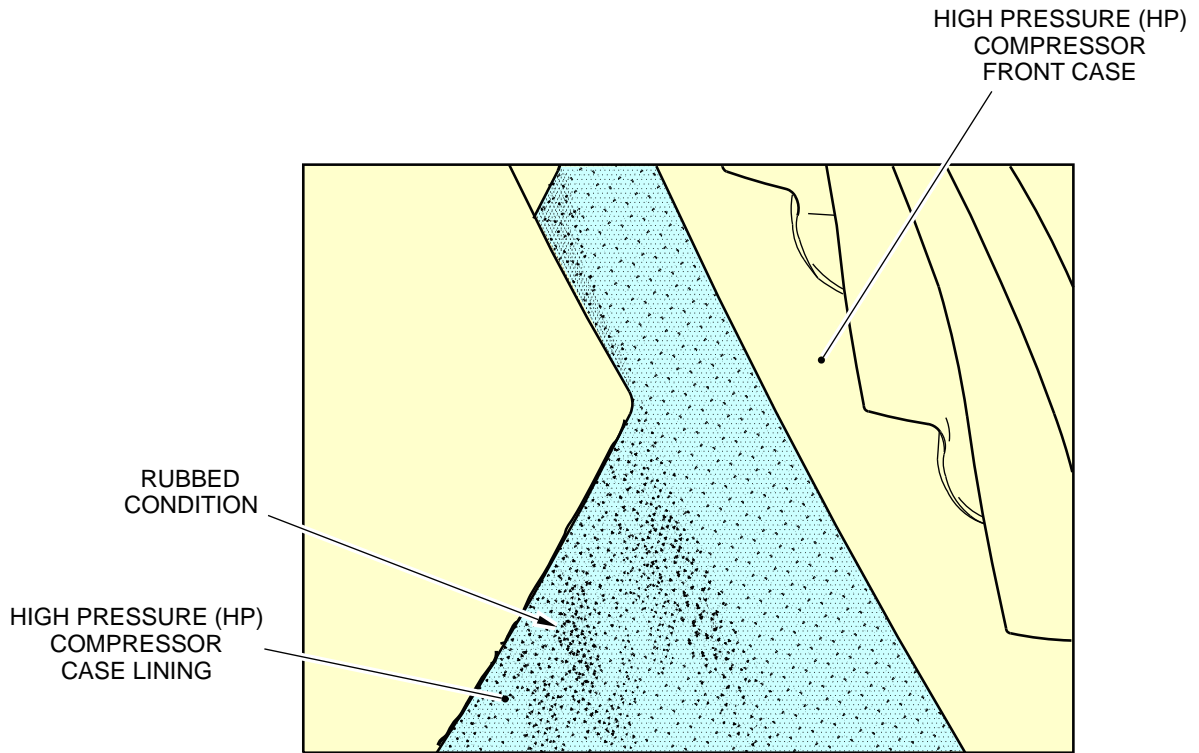 HIGH PRESSURE (HP)
COMPRESSOR
FRONT CASE
RUBBED
CONDITION
HIGH PRESSURE (HP)
COMPRESSOR
CASE LINING